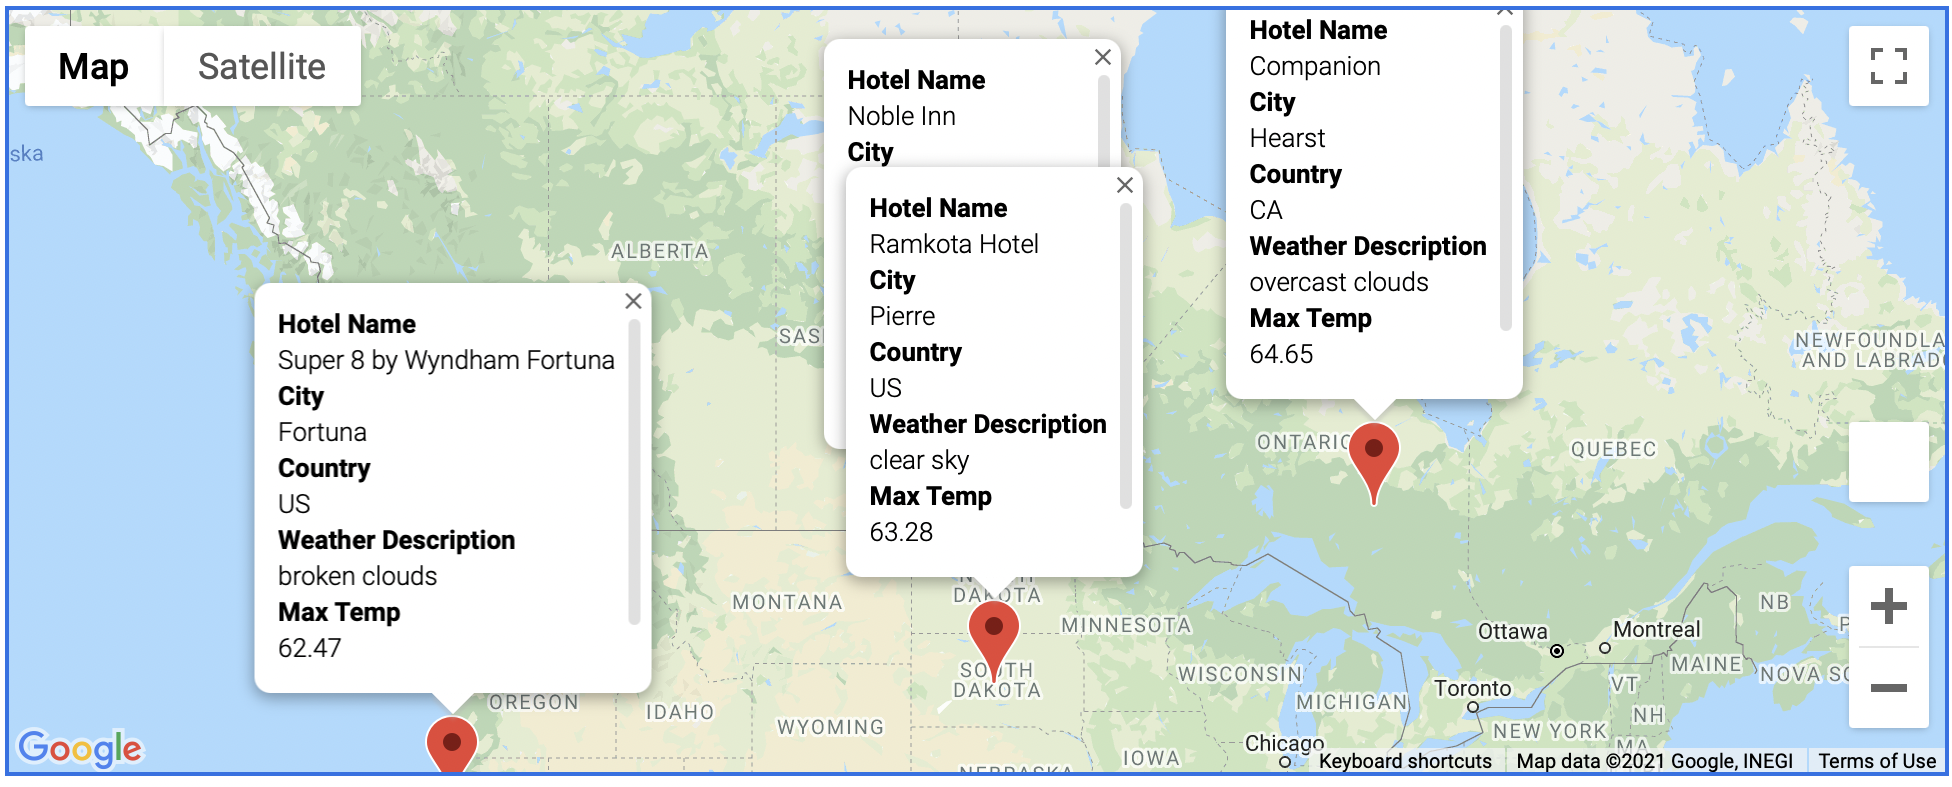 Map
Satellite
ska
Hotel Name
Noble Inn
City
Hotel Name
Companion
City
Hearst
Country
CA
Weather Description
overcast clouds
Max Temp
64.65
Hotel Name
Ramkota Hotel
City
Pierre
Country
US
Weather Description
clear sky
Max Temp
63.28
Hotel Name
Super 8 by Wyndham Fortuna
City
Fortuna
Country
US
Weather Description
broken clouds
Max Temp
62.47
ALBERTA
SAS
NEWFOUNDLA
AND LABRAD
ONTARIO
QUEBEC
DAKOTA
MONTANA
MINNESOTA
NB
Ottawa
Montreal
SOUTH
DAKOTA
WISCONSIN
MAINE
NOVA SC
VT
Toronto
MICHIGAN
OREGON
IDAHO
NH
WYOMING
NEW YORK
MA
Chicago
IOWA
NEBRASKA
Google
Keyboard shortcuts
Map data ©2021 Google, INEGI
Terms of Use